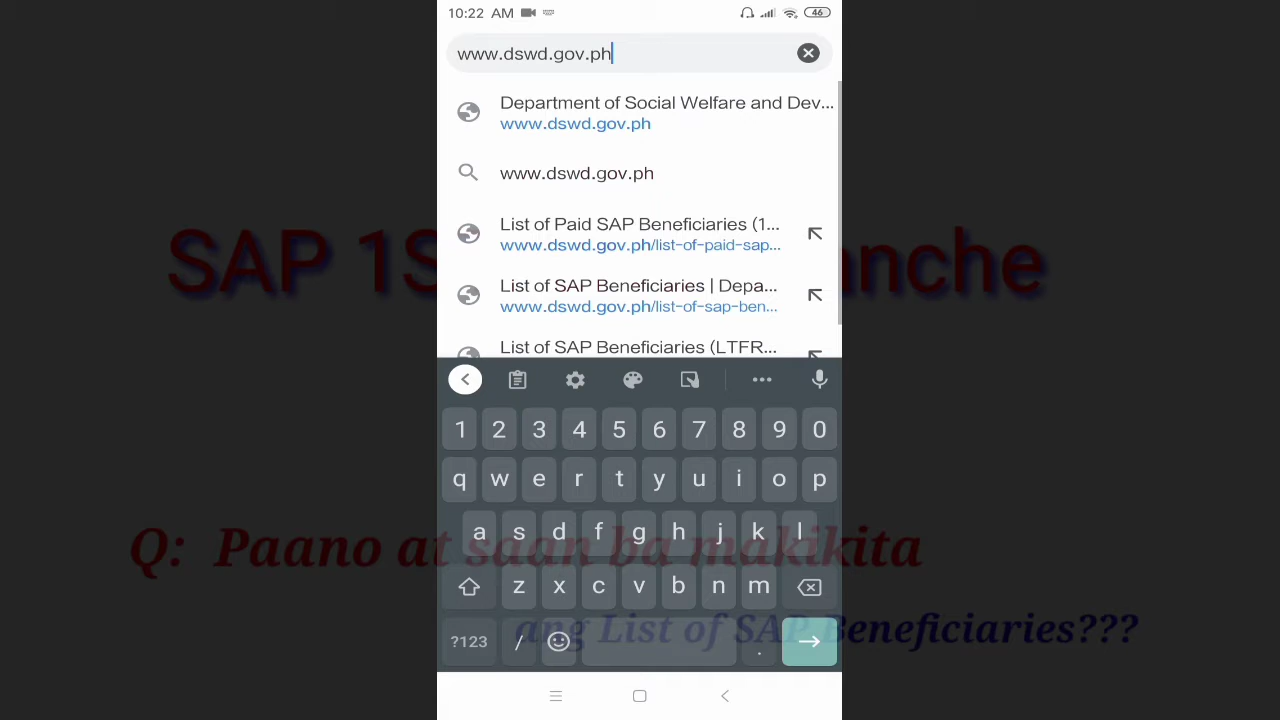 10:22 AM
46
www.dswd.gov.ph
Department of Social Welfare and Dev...
www.dswd.gov.ph
www.dswd.gov.ph
List of Paid SAP Beneficiaries (1...
www.dswd.gov.ph/list-of-paid-sap...
SAP 1S anche
List of SAP Beneficiaries | Depa...
www.dswd.gov.ph/list-of-sap-ben...
List of SAP Beneficiaries (LTFR...
1 2 3 4 5 6 7 8 9 0
q w e r t y u i o p
a s d f g h j k l
Q: Paano at saan ba makikita
z x c v b n m
ang List of SAP Beneficiaries???
?123 / .